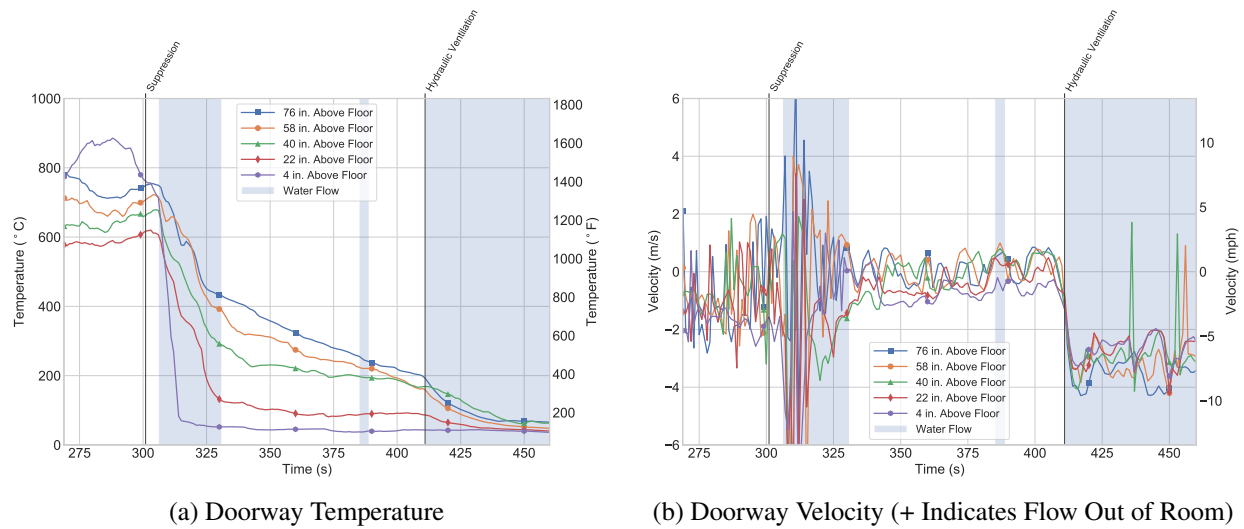 Suppression
Hydraulic Ventilation
1000
800
600
400
200
0
Temperature (°C)
1800
1600
1400
1200
1000
800
600
400
200
Temperature (°F)
76 in. Above Floor
58 in. Above Floor
40 in. Above Floor
22 in. Above Floor
4 in. Above Floor
Water Flow
275 300 325 350 375 400 425 450
Time (s)
(a) Doorway Temperature
Suppression
Hydraulic Ventilation
6
4
2
0
−2
−4
−6
Velocity (m/s)
10
5
0
−5
−10
Velocity (mph)
76 in. Above Floor
58 in. Above Floor
40 in. Above Floor
22 in. Above Floor
4 in. Above Floor
Water Flow
275 300 325 350 375 400 425 450
Time (s)
(b) Doorway Velocity (+ Indicates Flow Out of Room)